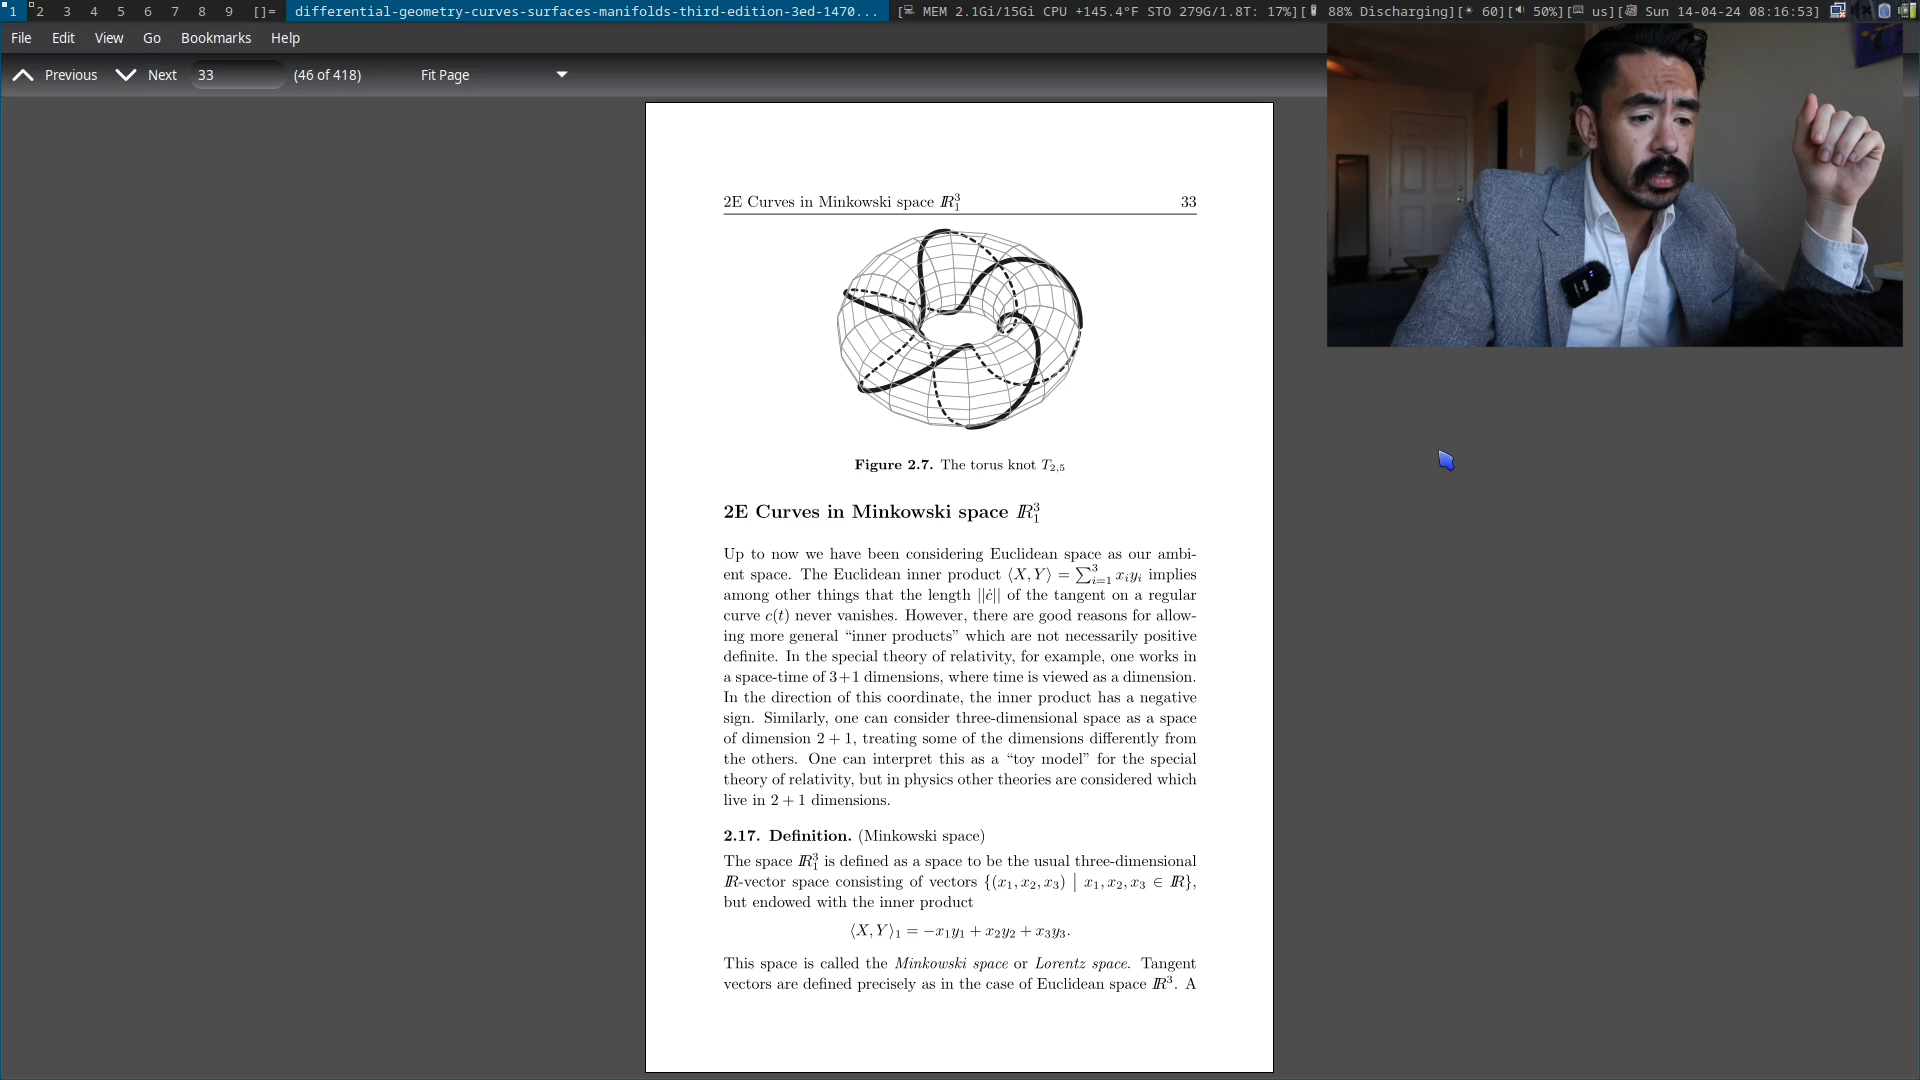 1 2 3 4 5 6 7 8 9 []= differential-geometry-curves-surfaces-manifolds-third-edition-3ed-1470... [ MEM 2.1Gi/15Gi CPU +145.4°F STO 279G/1.8T: 17%][ 88% Discharging][ 60][ 50%][ us][ Sun 14-04-24 08:16:53]
File Edit View Go Bookmarks Help
Previous Next 33 (46 of 418) Fit Page
2E Curves in Minkowski space ℝ³₁ 33
Figure 2.7. The torus knot T₂,₅
2E Curves in Minkowski space ℝ³₁
Up to now we have been considering Euclidean space as our ambi-
ent space. The Euclidean inner product ⟨X, Y⟩ = ∑³ᵢ₌₁ xᵢyᵢ implies
among other things that the length ||ċ|| of the tangent on a regular
curve c(t) never vanishes. However, there are good reasons for allow-
ing more general “inner products” which are not necessarily positive
definite. In the special theory of relativity, for example, one works in
a space-time of 3+1 dimensions, where time is viewed as a dimension.
In the direction of this coordinate, the inner product has a negative
sign. Similarly, one can consider three-dimensional space as a space
of dimension 2 + 1, treating some of the dimensions differently from
the others. One can interpret this as a “toy model” for the special
theory of relativity, but in physics other theories are considered which
live in 2 + 1 dimensions.
2.17. Definition. (Minkowski space)
The space ℝ³₁ is defined as a space to be the usual three-dimensional
ℝ-vector space consisting of vectors {(x₁, x₂, x₃) | x₁, x₂, x₃ ∈ ℝ},
but endowed with the inner product
⟨X, Y⟩₁ = −x₁y₁ + x₂y₂ + x₃y₃.
This space is called the Minkowski space or Lorentz space. Tangent
vectors are defined precisely as in the case of Euclidean space ℝ³. A